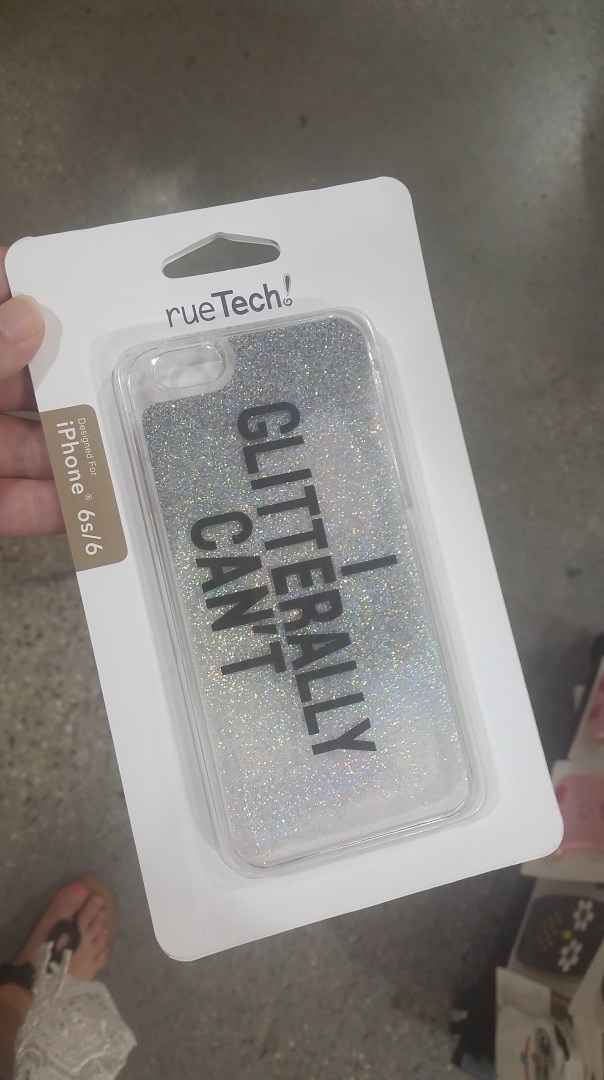 rueTech!
Designed For
iPhone® 6s/6
I
GLITTERALLY
CAN'T